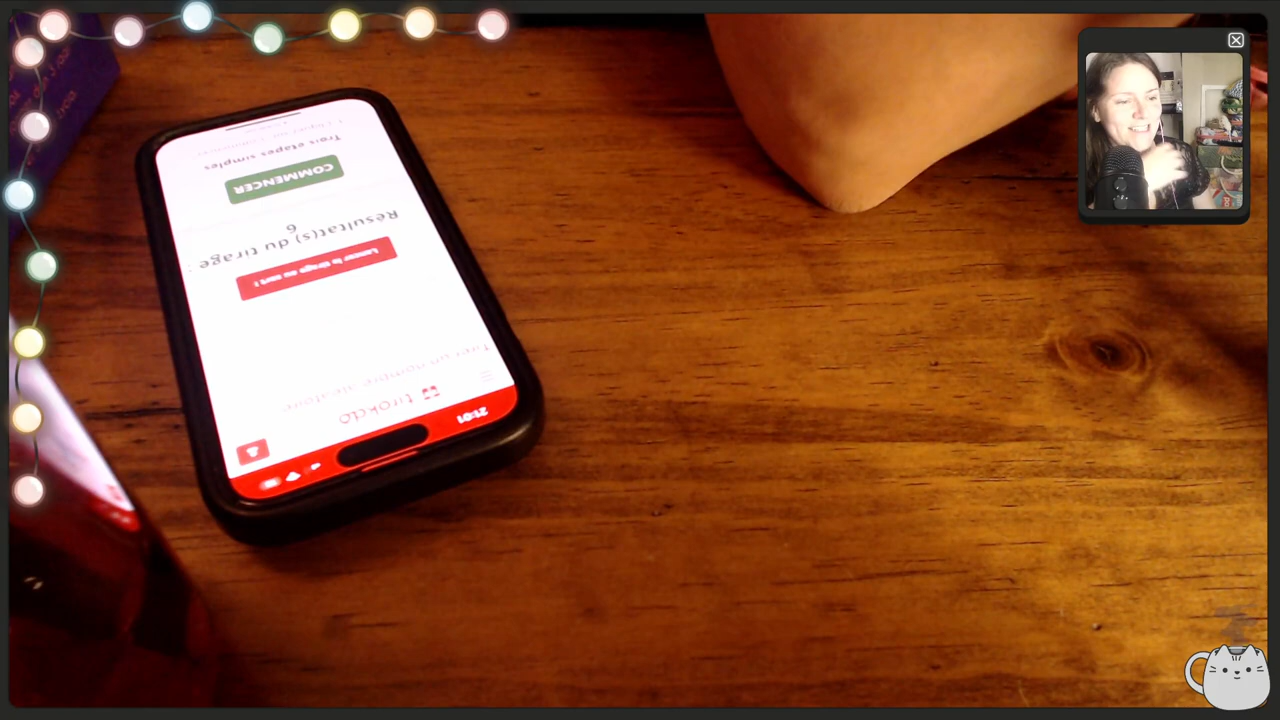 21:01
tirokdo
Tirer un nombre aléatoire
Lancer le tirage au sort !
Résultat(s) du tirage :
9
COMMENCER
Trois étapes simples